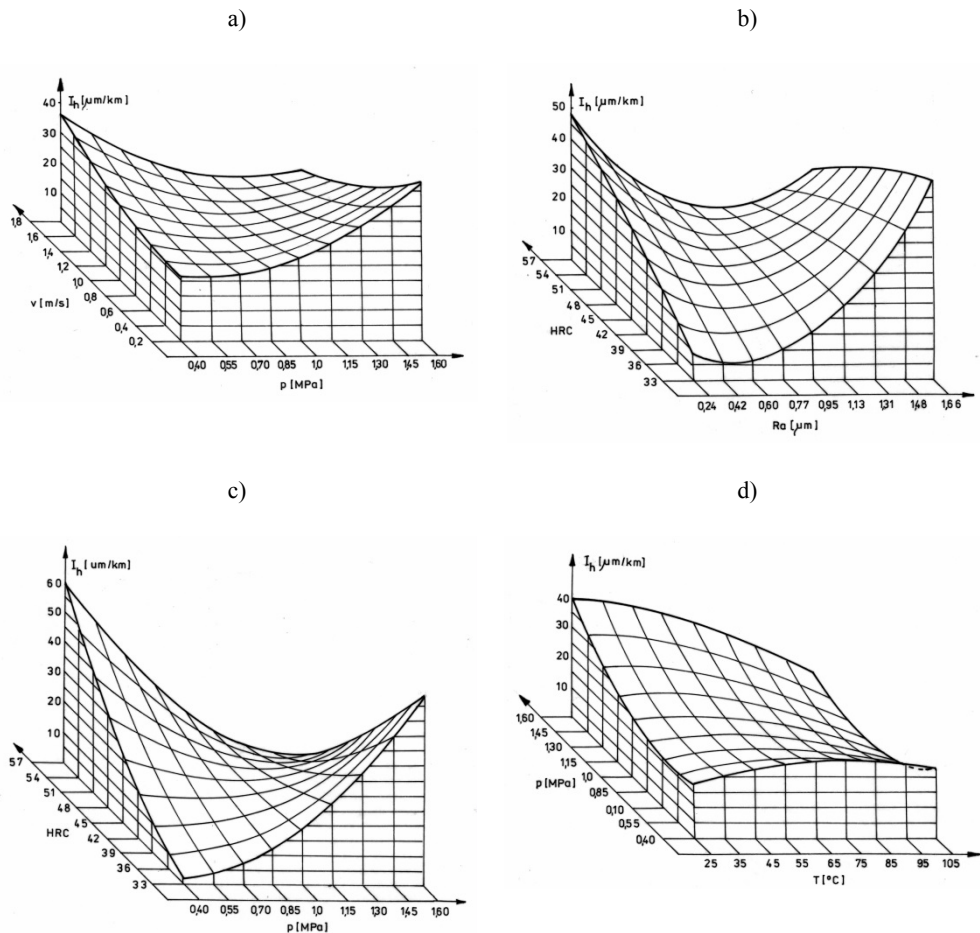 a)
b)
I_h [μm/km]
40
30
20
10
1,8
1,6
1,4
1,2
1,0
0,8
0,6
0,4
0,2
v [m/s]
0,40 0,55 0,70 0,85 1,0 1,15 1,30 1,45 1,60
p [MPa]
I_h [μm/km]
50
40
30
20
10
57
54
51
48
45
42
39
36
33
HRC
0,24 0,42 0,60 0,77 0,95 1,13 1,31 1,48 1,66
Ra [μm]
c)
d)
I_h [um/km]
60
50
40
30
20
10
57
54
51
48
45
42
39
36
33
HRC
0,40 0,55 0,70 0,85 1,0 1,15 1,30 1,45 1,60
p [MPa]
I_h [μm/km]
40
30
20
10
1,60
1,45
1,30
1,15
1,0
0,85
0,10
0,55
0,40
p [MPa]
25 35 45 55 65 75 85 95 105
T [°C]